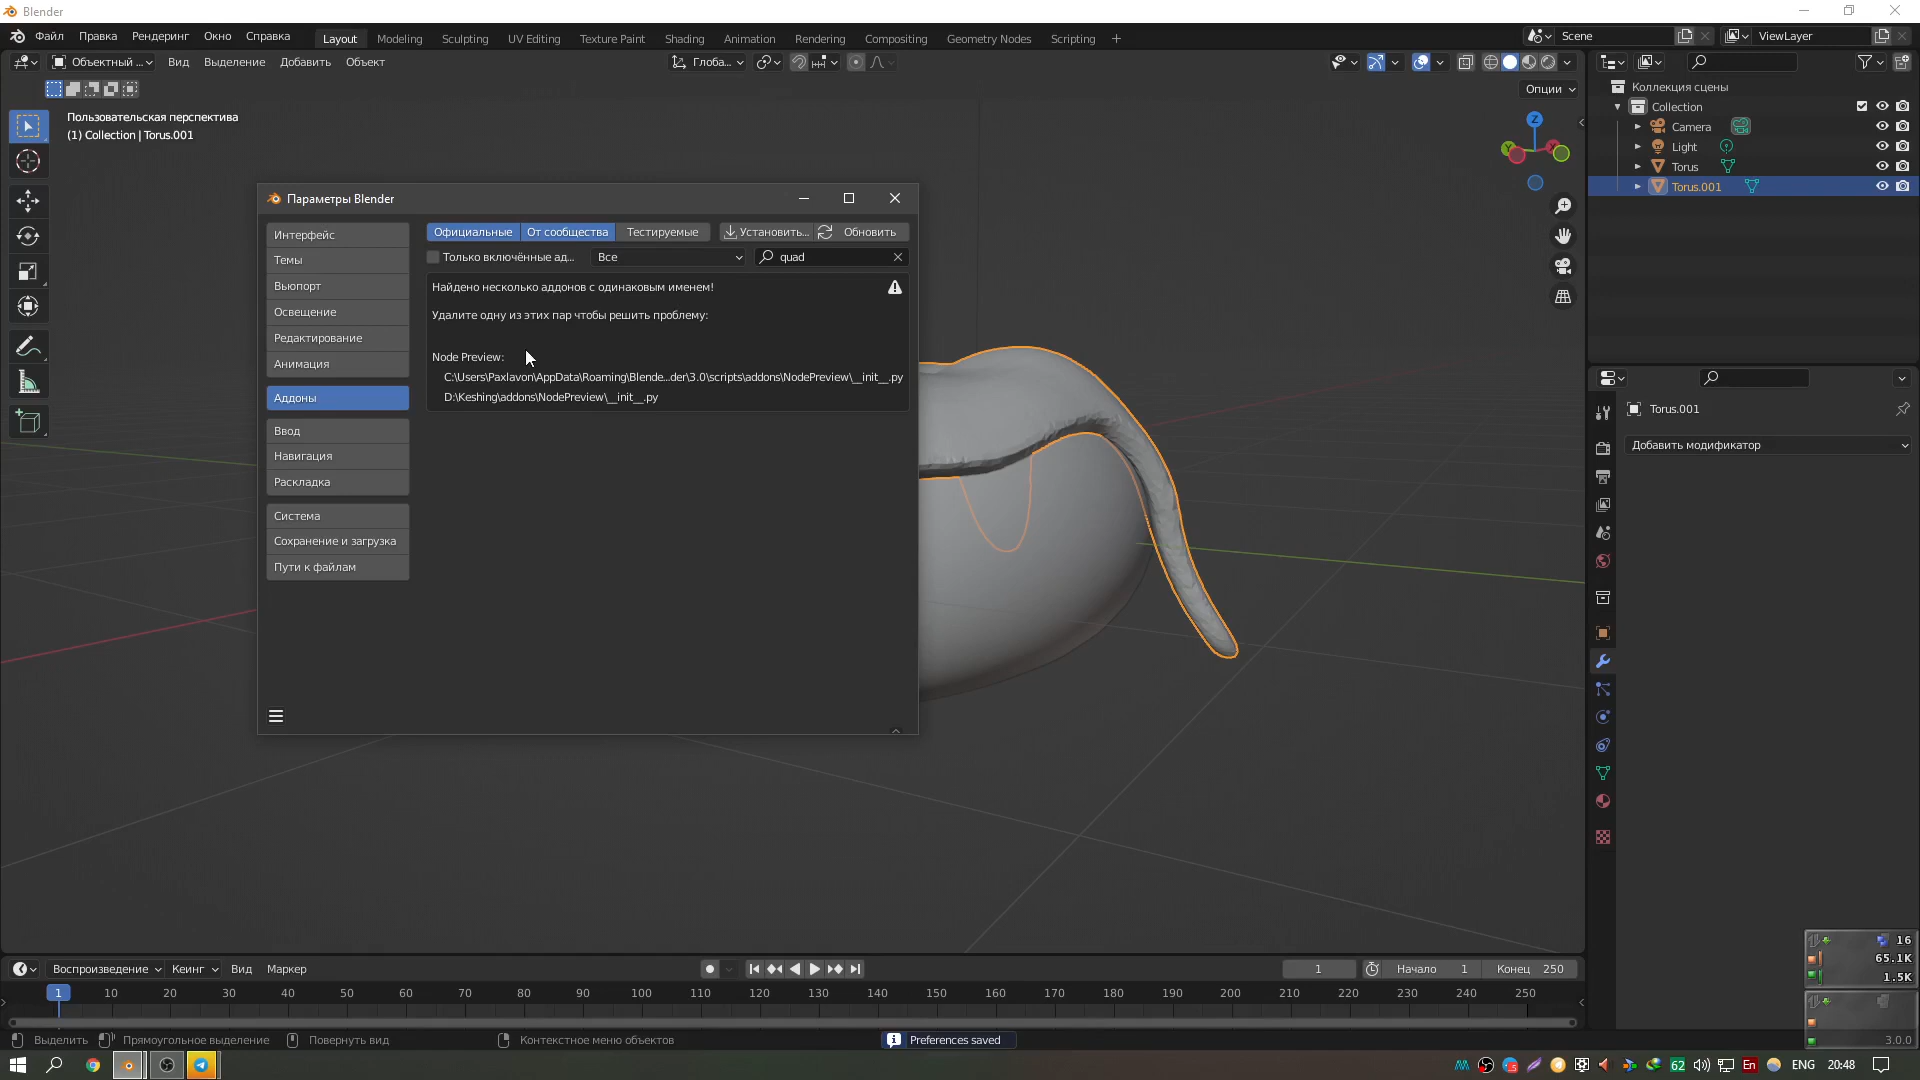 Blender
Файл Правка Рендеринг Окно Справка Layout Modeling Sculpting UV Editing Texture Paint Shading Animation Rendering Compositing Geometry Nodes Scripting + Scene ViewLayer
Объектный ... Вид Выделение Добавить Объект Глоба...
Опции
Пользовательская перспектива
(1) Collection | Torus.001
Z
Y
X
Коллекция сцены
Collection
Camera
Light
Torus
Torus.001
Torus.001
Добавить модификатор
Параметры Blender
Интерфейс
Темы
Вьюпорт
Освещение
Редактирование
Анимация
Аддоны
Ввод
Навигация
Раскладка
Система
Сохранение и загрузка
Пути к файлам
Официальные От сообщества Тестируемые Установить... Обновить
Только включённые ад... Все quad
Найдено несколько аддонов с одинаковым именем!
Удалите одну из этих пар чтобы решить проблему:
Node Preview:
C:\Users\Paxlavon\AppData\Roaming\Blende...der\3.0\scripts\addons\NodePreview\__init__.py
D:\Keshing\addons\NodePreview\__init__.py
16
65.1K
1.5K
Воспроизведение Кеинг Вид Маркер 1 Начало 1 Конец 250
1 10 20 30 40 50 60 70 80 90 100 110 120 130 140 150 160 170 180 190 200 210 220 230 240 250
Выделить Прямоугольное выделение Повернуть вид Контекстное меню объектов Preferences saved 3.0.0
62 En ENG 20:48